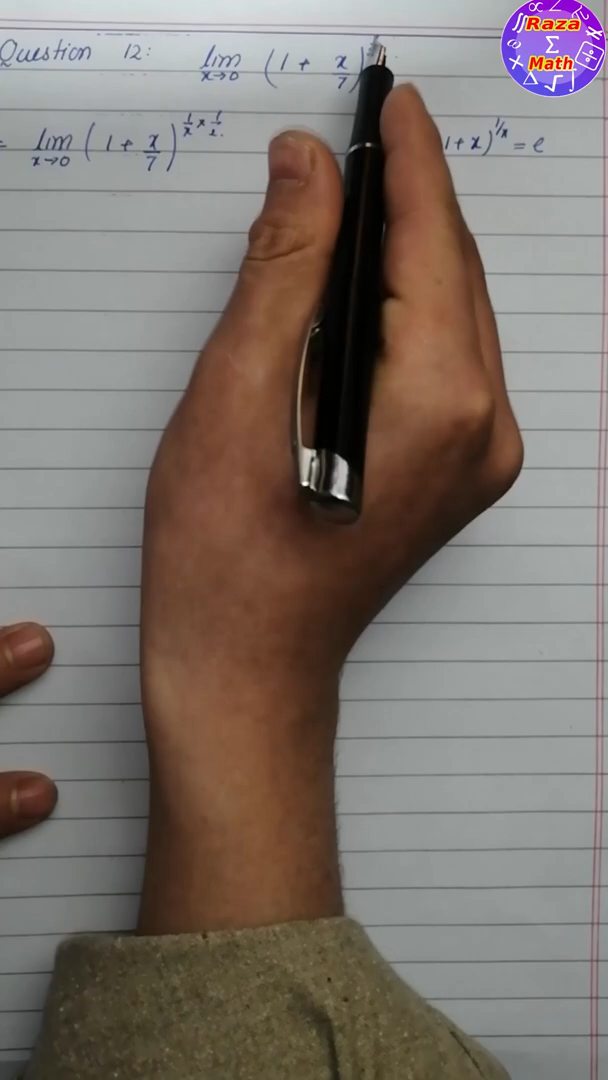 Question 12: lim x→0 (1 + x/7)
= lim x→0 (1 + x/7)^1/x × 1/2. 1+x)^1/x = e
Raza
Math